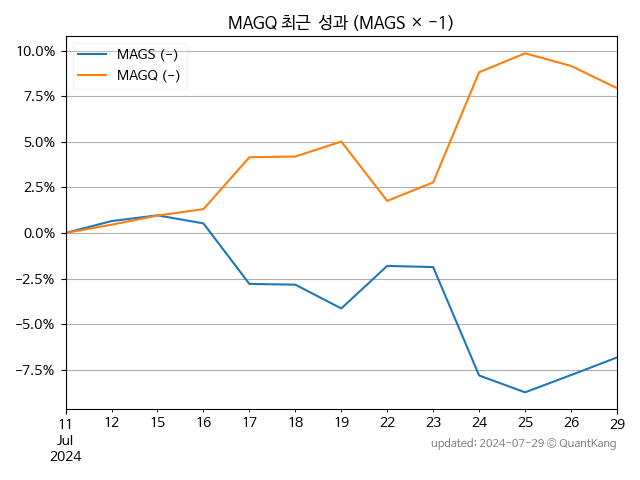 MAGQ 최근 성과 (MAGS × −1)
MAGS (-)
MAGQ (-)
10.0%
7.5%
5.0%
2.5%
0.0%
−2.5%
−5.0%
−7.5%
11 12 15 16 17 18 19 22 23 24 25 26 29
Jul
2024
updated: 2024-07-29 © QuantKang